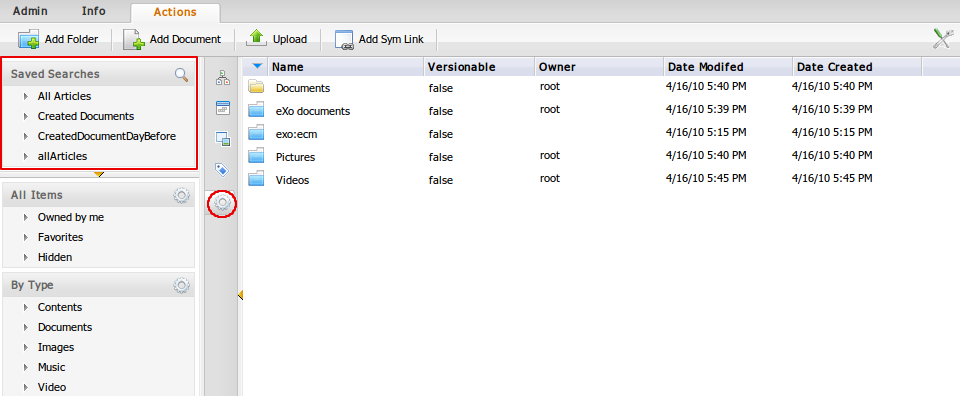 Admin Info Actions
Add Folder Add Document Upload Add Sym Link
Saved Searches
All Articles
Created Documents
CreatedDocumentDayBefore
allArticles
All Items
Owned by me
Favorites
Hidden
By Type
Contents
Documents
Images
Music
Video
Name Versionable Owner Date Modifed Date Created
Documents false root 4/16/10 5:40 PM 4/16/10 5:40 PM
eXo documents false root 4/16/10 5:39 PM 4/16/10 5:39 PM
exo:ecm false 4/16/10 5:15 PM 4/16/10 5:15 PM
Pictures false root 4/16/10 5:40 PM 4/16/10 5:40 PM
Videos false root 4/16/10 5:45 PM 4/16/10 5:45 PM